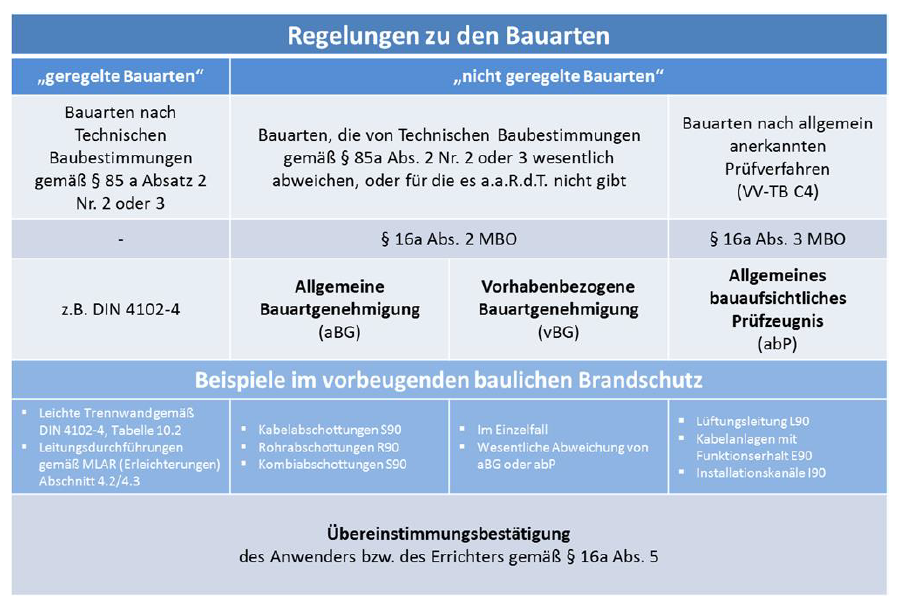 Regelungen zu den Bauarten
„geregelte Bauarten“
„nicht geregelte Bauarten“
Bauarten nach
Technischen
Baubestimmungen
gemäß § 85 a Absatz 2
Nr. 2 oder 3
Bauarten, die von Technischen Baubestimmungen
gemäß § 85a Abs. 2 Nr. 2 oder 3 wesentlich
abweichen, oder für die es a.a.R.d.T. nicht gibt
Bauarten nach allgemein
anerkannten
Prüfverfahren
(VV-TB C4)
-
§ 16a Abs. 2 MBO
§ 16a Abs. 3 MBO
z.B. DIN 4102-4
Allgemeine
Bauartgenehmigung
(aBG)
Vorhabenbezogene
Bauartgenehmigung
(vBG)
Allgemeines
bauaufsichtliches
Prüfzeugnis
(abP)
Beispiele im vorbeugenden baulichen Brandschutz
▪ Leichte Trennwandgemäß
DIN 4102-4, Tabelle 10.2
▪ Leitungsdurchführungen
gemäß MLAR (Erleichterungen)
Abschnitt 4.2/4.3
▪ Kabelabschottungen S90
▪ Rohrabschottungen R90
▪ Kombiabschottungen S90
▪ Im Einzelfall
▪ Wesentliche Abweichung von
aBG oder abP
▪ Lüftungsleitung L90
▪ Kabelanlagen mit
Funktionserhalt E90
▪ Installationskanäle I90
Übereinstimmungsbestätigung
des Anwenders bzw. des Errichters gemäß § 16a Abs. 5